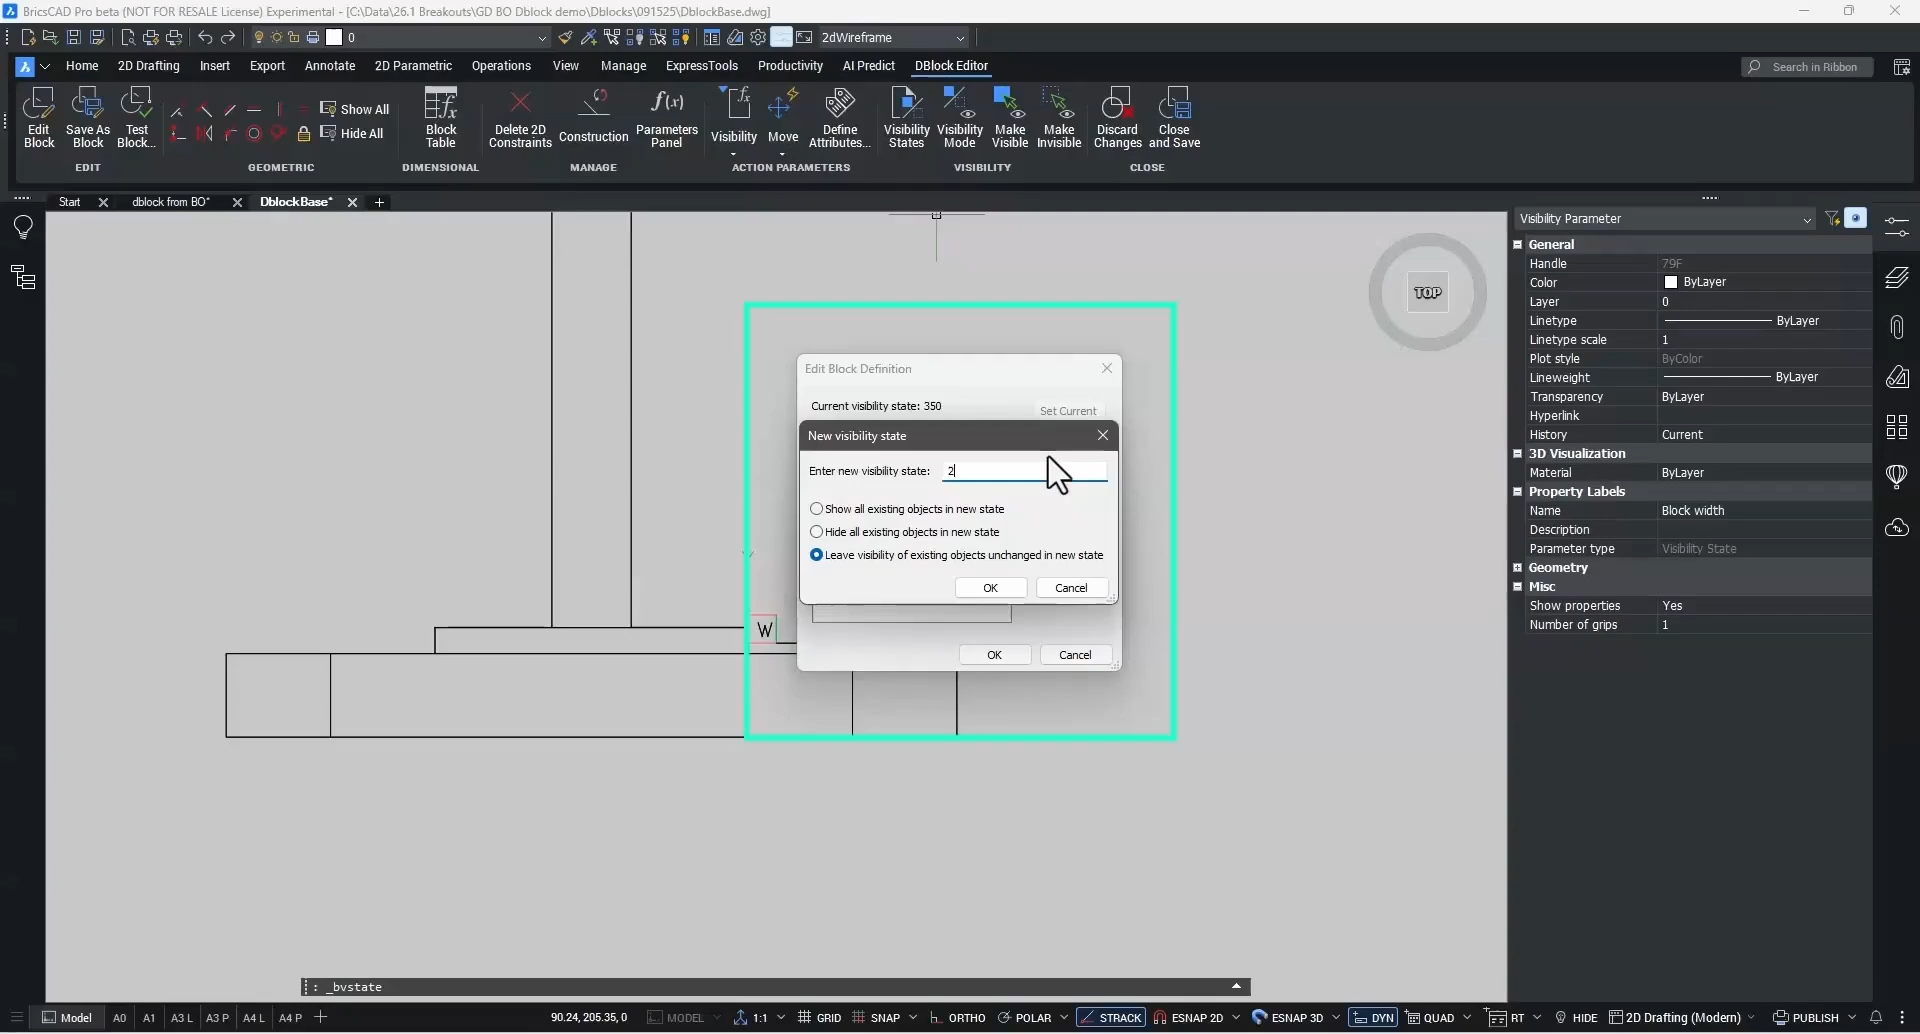 BricsCAD Pro beta (NOT FOR RESALE License) Experimental - [C:\Data\26.1 Breakouts\GD BO Dblock demo\Dblocks\091525\DblockBase.dwg]
0
2dWireframe
Home 2D Drafting Insert Export Annotate 2D Parametric Operations View Manage ExpressTools Productivity AI Predict DBlock Editor
Search in Ribbon
Edit Block
Save As Block
Test Block...
Show All
Hide All
Block Table
Delete 2D Constraints
Construction
Parameters Panel
Visibility
Move
Define Attributes...
Visibility States
Visibility Mode
Make Visible
Make Invisible
Discard Changes
Close and Save
EDIT GEOMETRIC DIMENSIONAL MANAGE ACTION PARAMETERS VISIBILITY CLOSE
Start dblock from BO* DblockBase*
TOP
Edit Block Definition
Current visibility state: 350
Set Current
New visibility state
Enter new visibility state: 2
Show all existing objects in new state
Hide all existing objects in new state
Leave visibility of existing objects unchanged in new state
OK Cancel
W
OK Cancel
Visibility Parameter
General
Handle 79F
Color ByLayer
Layer 0
Linetype ByLayer
Linetype scale 1
Plot style ByColor
Lineweight ByLayer
Transparency ByLayer
Hyperlink
History Current
3D Visualization
Material ByLayer
Property Labels
Name Block width
Description
Parameter type Visibility State
Geometry
Misc
Show properties Yes
Number of grips 1
: _bvstate
Model A0 A1 A3 L A3 P A4 L A4 P
90.24, 205.35, 0 MODEL 1:1 GRID SNAP ORTHO POLAR STRACK ESNAP 2D ESNAP 3D DYN QUAD RT HIDE 2D Drafting (Modern) PUBLISH